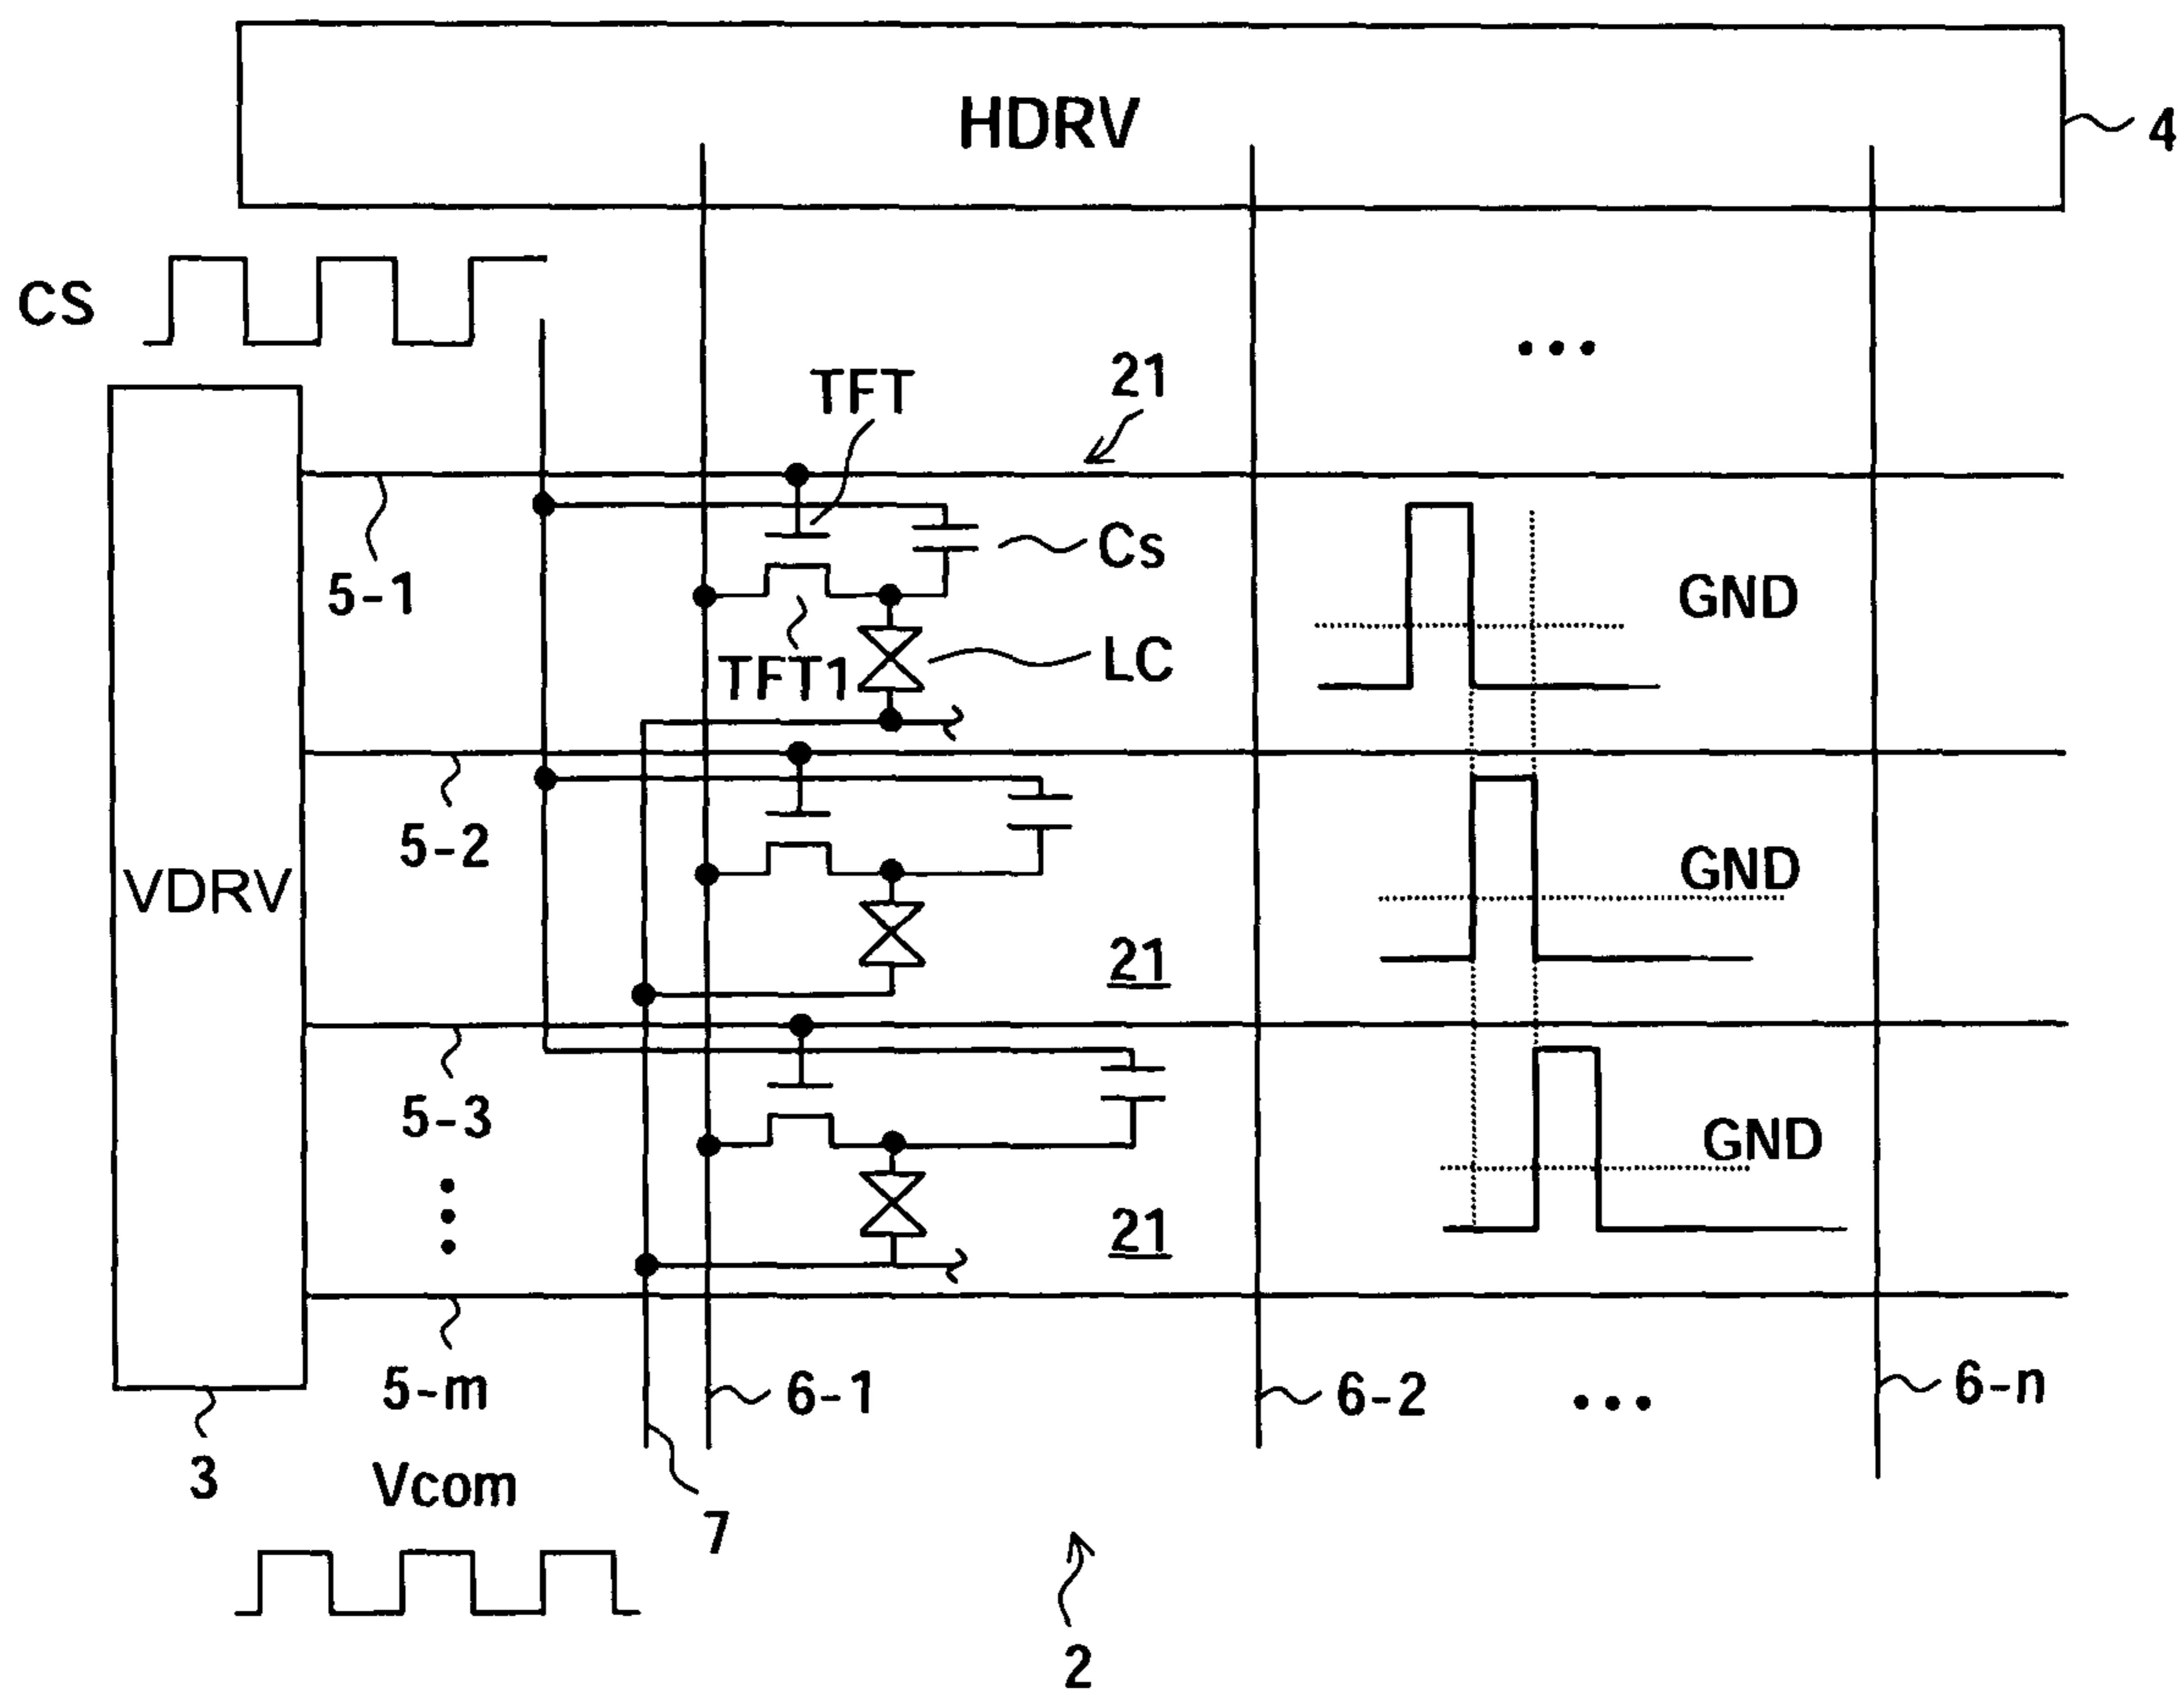 HDRV
4
CS
•••
TFT
21
Cs
5-1
GND
TFT1
LC
5-2
GND
VDRV
21
5-3
GND
21
5-m
6-1
6-2
•••
6-n
3
Vcom
7
2